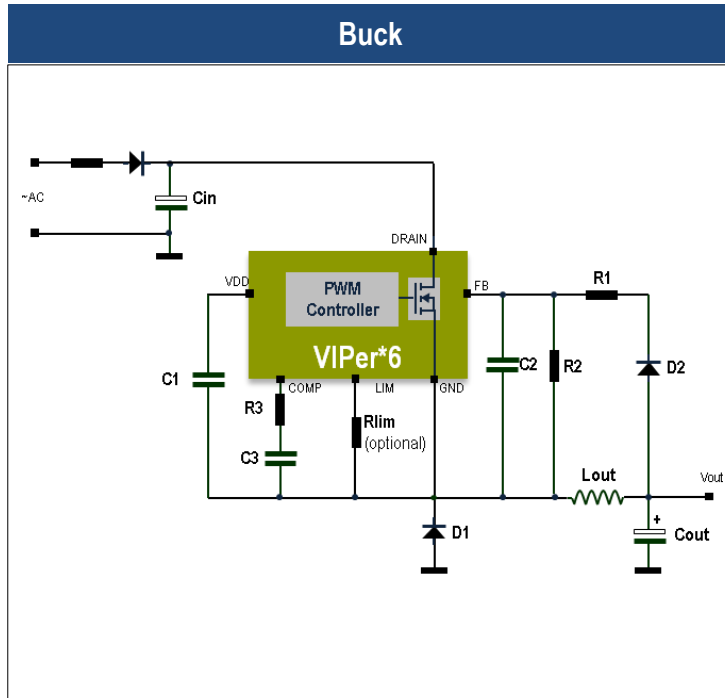 Buck
~AC
Cin
DRAIN
VDD
PWM
Controller
FB
R1
VIPer*6
C1
COMP
LIM
GND
C2
R2
D2
R3
Rlim
(optional)
C3
Lout
Vout
D1
+
Cout